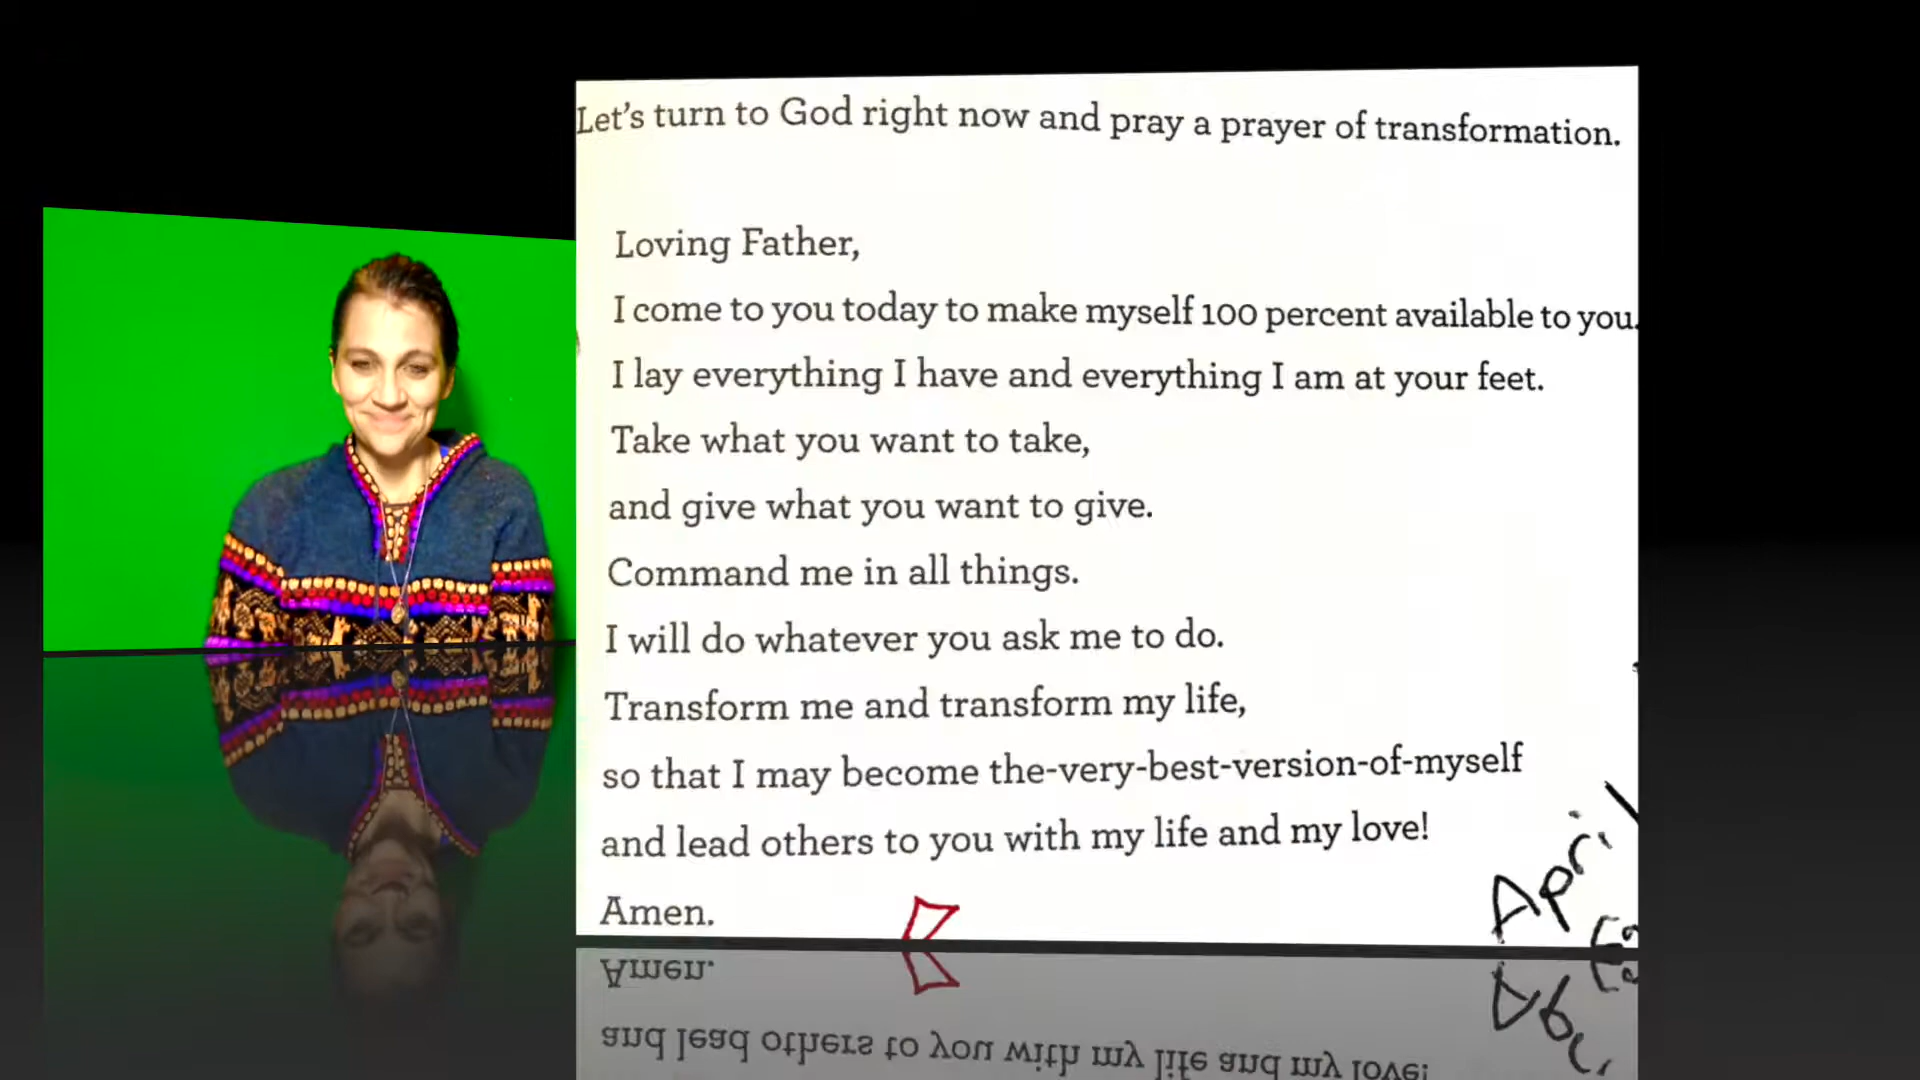 Let's turn to God right now and pray a prayer of transformation.
Loving Father,
I come to you today to make myself 100 percent available to you.
I lay everything I have and everything I am at your feet.
Take what you want to take,
and give what you want to give.
Command me in all things.
I will do whatever you ask me to do.
Transform me and transform my life,
so that I may become the-very-best-version-of-myself
and lead others to you with my life and my love!
Amen.
April